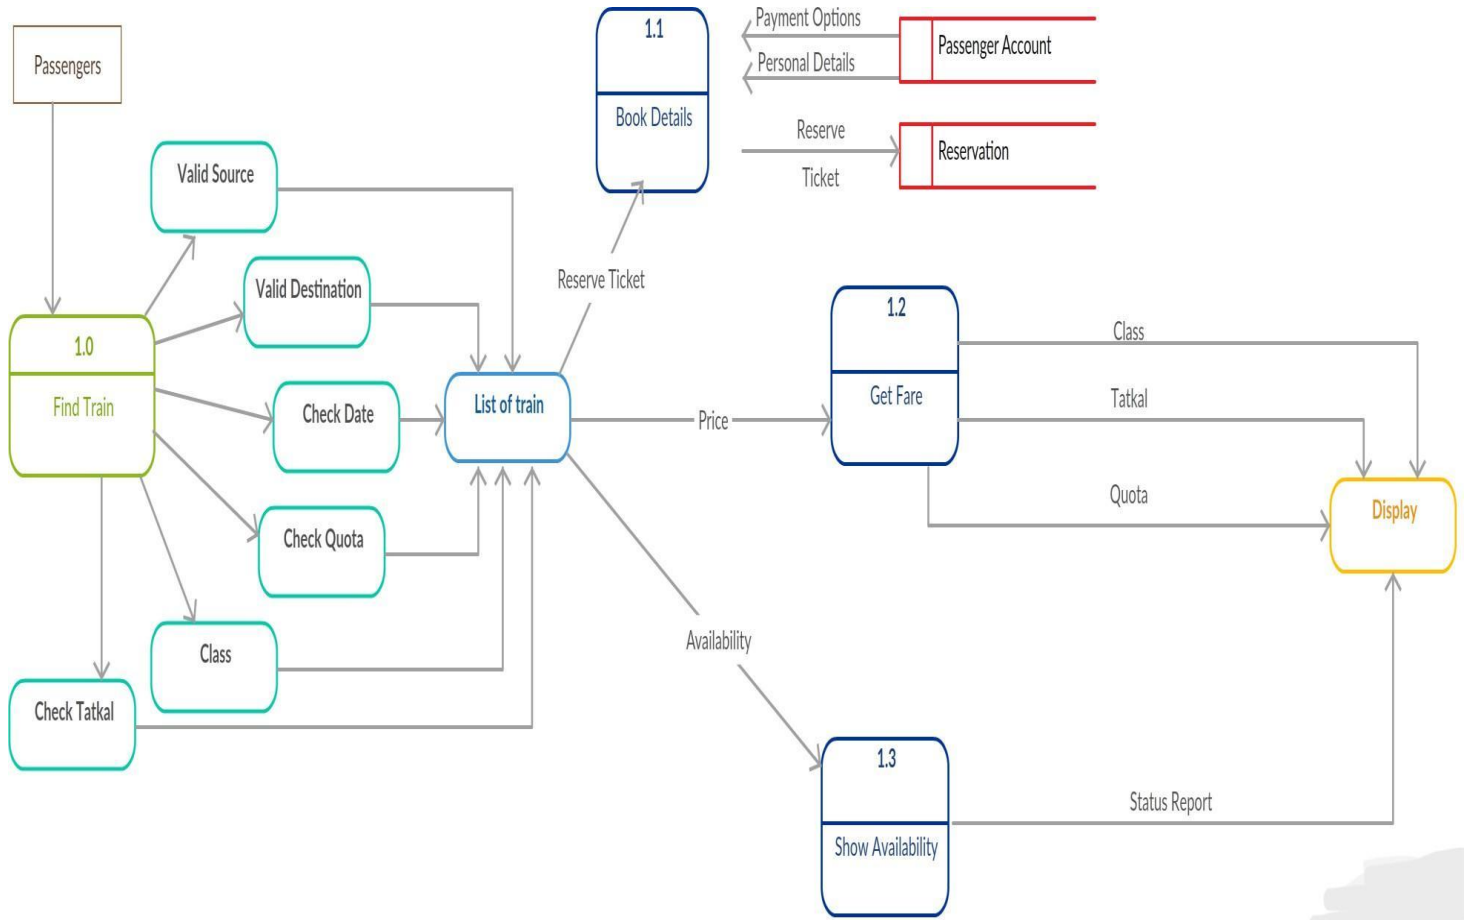 Passengers
1.1
Book Details
Payment Options
Personal Details
Passenger Account
Reserve
Ticket
Reservation
Valid Source
Valid Destination
Reserve Ticket
1.0
Find Train
Check Date
List of train
Price
1.2
Get Fare
Class
Tatkal
Quota
Display
Check Quota
Class
Check Tatkal
Availability
1.3
Show Availability
Status Report